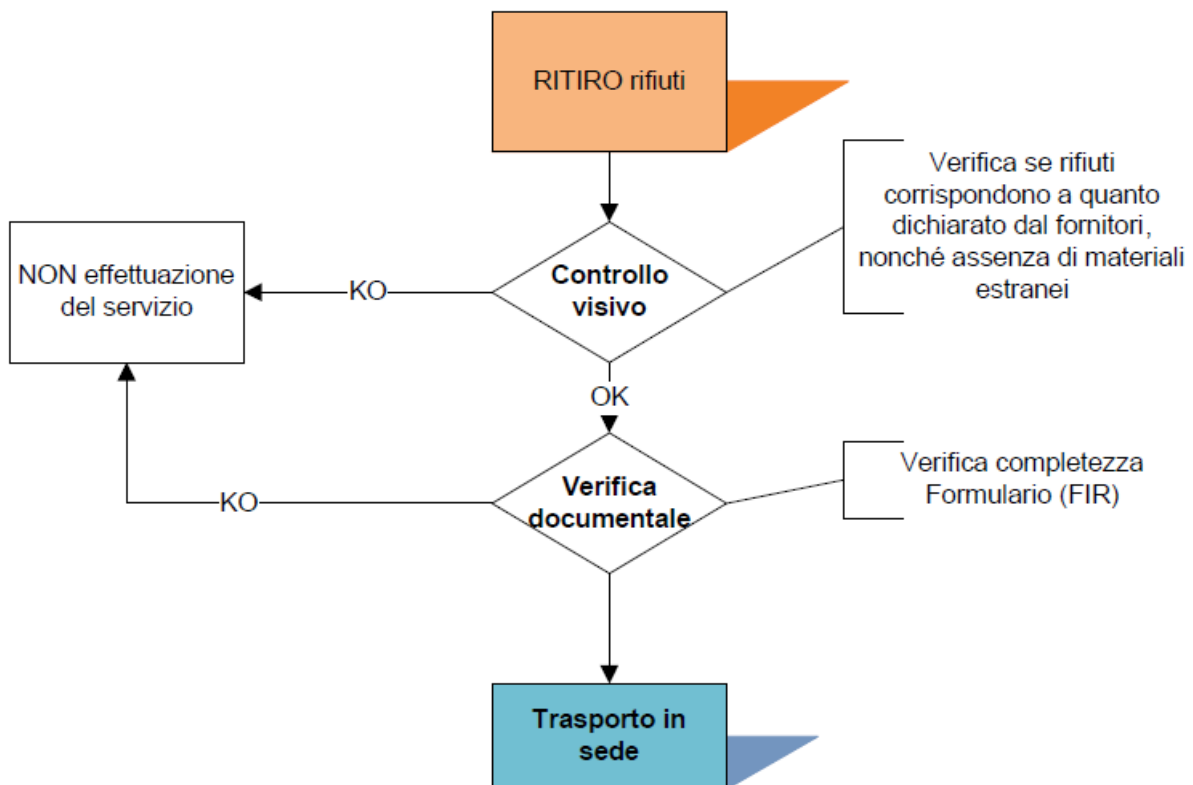 RITIRO rifiuti
Verifica se rifiuti
corrispondono a quanto
dichiarato dal fornitori,
nonché assenza di materiali
estranei
Controllo
visivo
KO
NON effettuazione
del servizio
OK
Verifica
documentale
KO
Verifica completezza
Formulario (FIR)
Trasporto in
sede